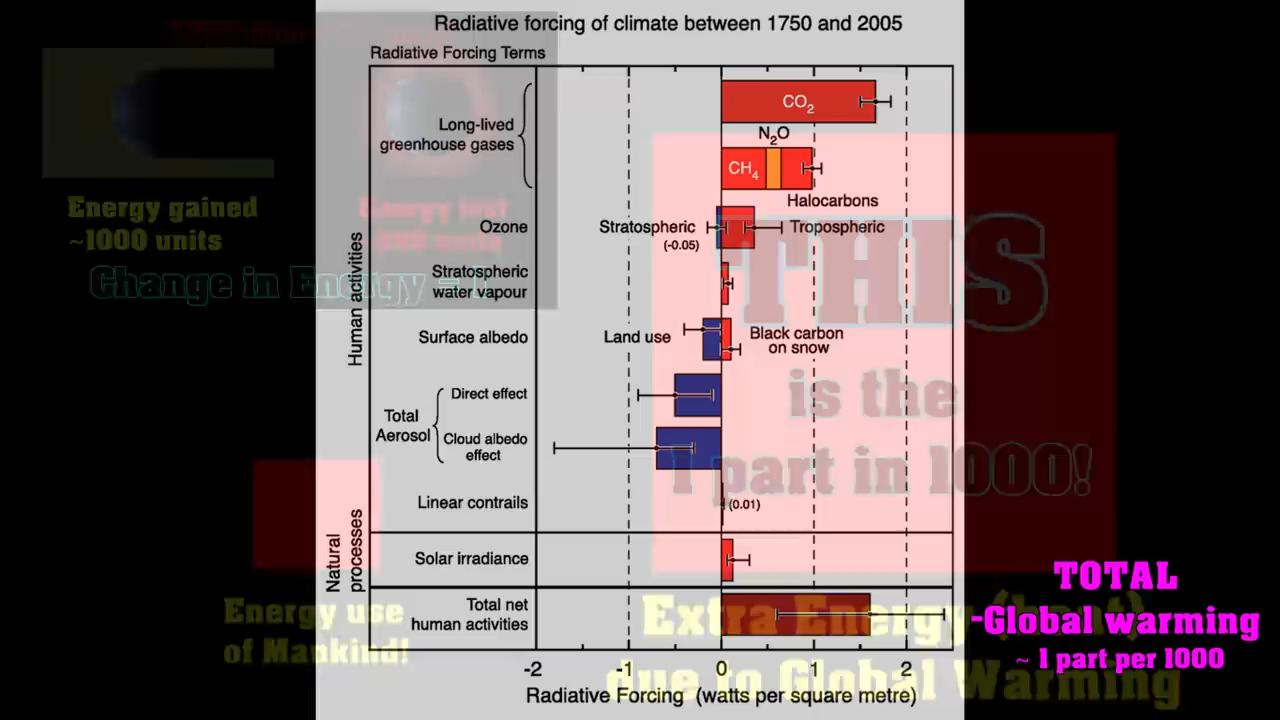 Radiative forcing of climate between 1750 and 2005
Radiative Forcing Terms
CO2
Long-lived
greenhouse gases
N2O
CH4
Halocarbons
Ozone
Stratospheric
(-0.05)
Tropospheric
Stratospheric
water vapour
Human activities
Surface albedo
Land use
Black carbon
on snow
Total
Aerosol
Direct effect
Cloud albedo
effect
Linear contrails
(0.01)
Natural
processes
Solar irradiance
Total net
human activities
-2 -1 0 1 2
Radiative Forcing (watts per square metre)
Energy gained
~1000 units
Energy lost
units
Change in Energy =
THIS
is the
1 part in 1000!
Energy use
of Mankind!
Extra Energy (heat)
due to Global Warming
TOTAL
-Global warming
~ 1 part per 1000